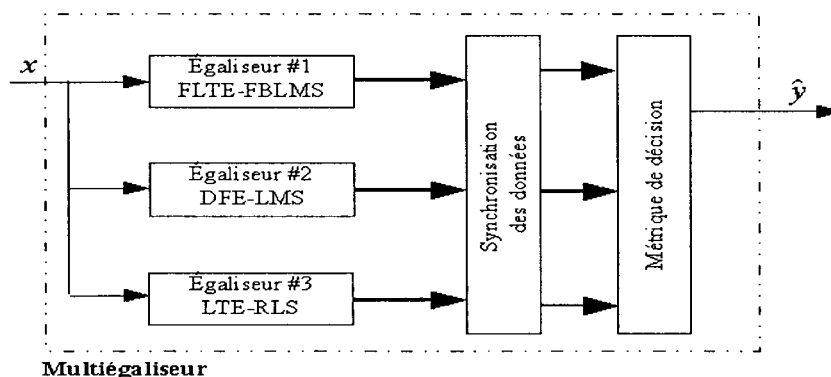 x
Égaliseur #1
FLTE-FBLMS
Égaliseur #2
DFE-LMS
Égaliseur #3
LTE-RLS
Synchronisation
des données
Métrique de décision
ŷ
Multiégaliseur